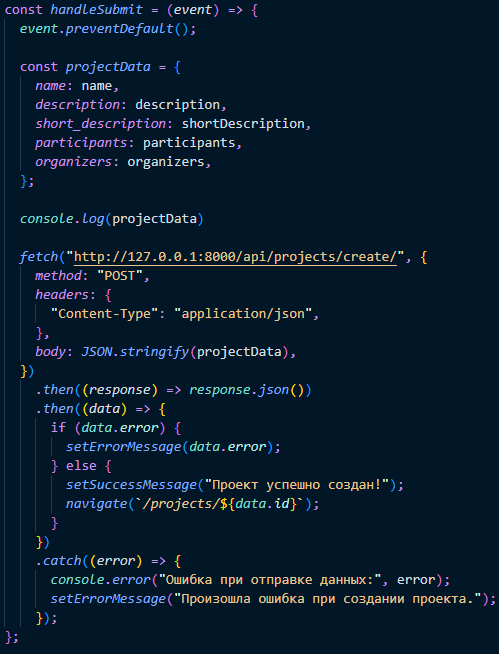 const handleSubmit = (event) => {
  event.preventDefault();

  const projectData = {
    name: name,
    description: description,
    short_description: shortDescription,
    participants: participants,
    organizers: organizers,
  };

  console.log(projectData)

  fetch("http://127.0.0.1:8000/api/projects/create/", {
    method: "POST",
    headers: {
      "Content-Type": "application/json",
    },
    body: JSON.stringify(projectData),
  })
    .then((response) => response.json())
    .then((data) => {
      if (data.error) {
        setErrorMessage(data.error);
      } else {
        setSuccessMessage("Проект успешно создан!");
        navigate(`/projects/${data.id}`);
      }
    })
    .catch((error) => {
      console.error("Ошибка при отправке данных:", error);
      setErrorMessage("Произошла ошибка при создании проекта.");
    });
};